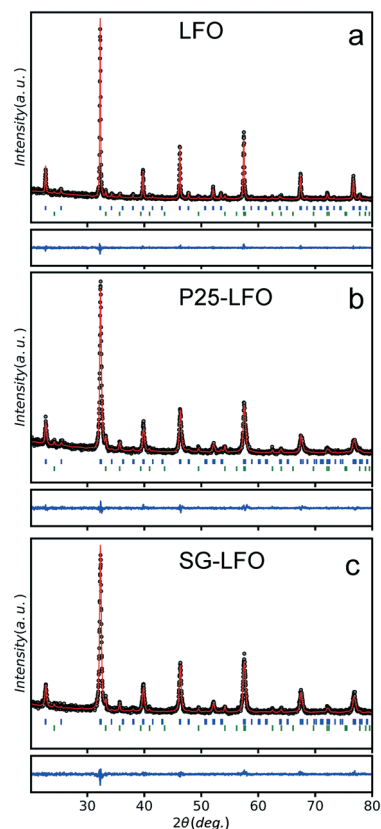 LFO
a
Intensity(a.u.)
P25-LFO
b
Intensity(a.u.)
SG-LFO
c
Intensity(a.u.)
30 40 50 60 70 80
2θ(deg.)